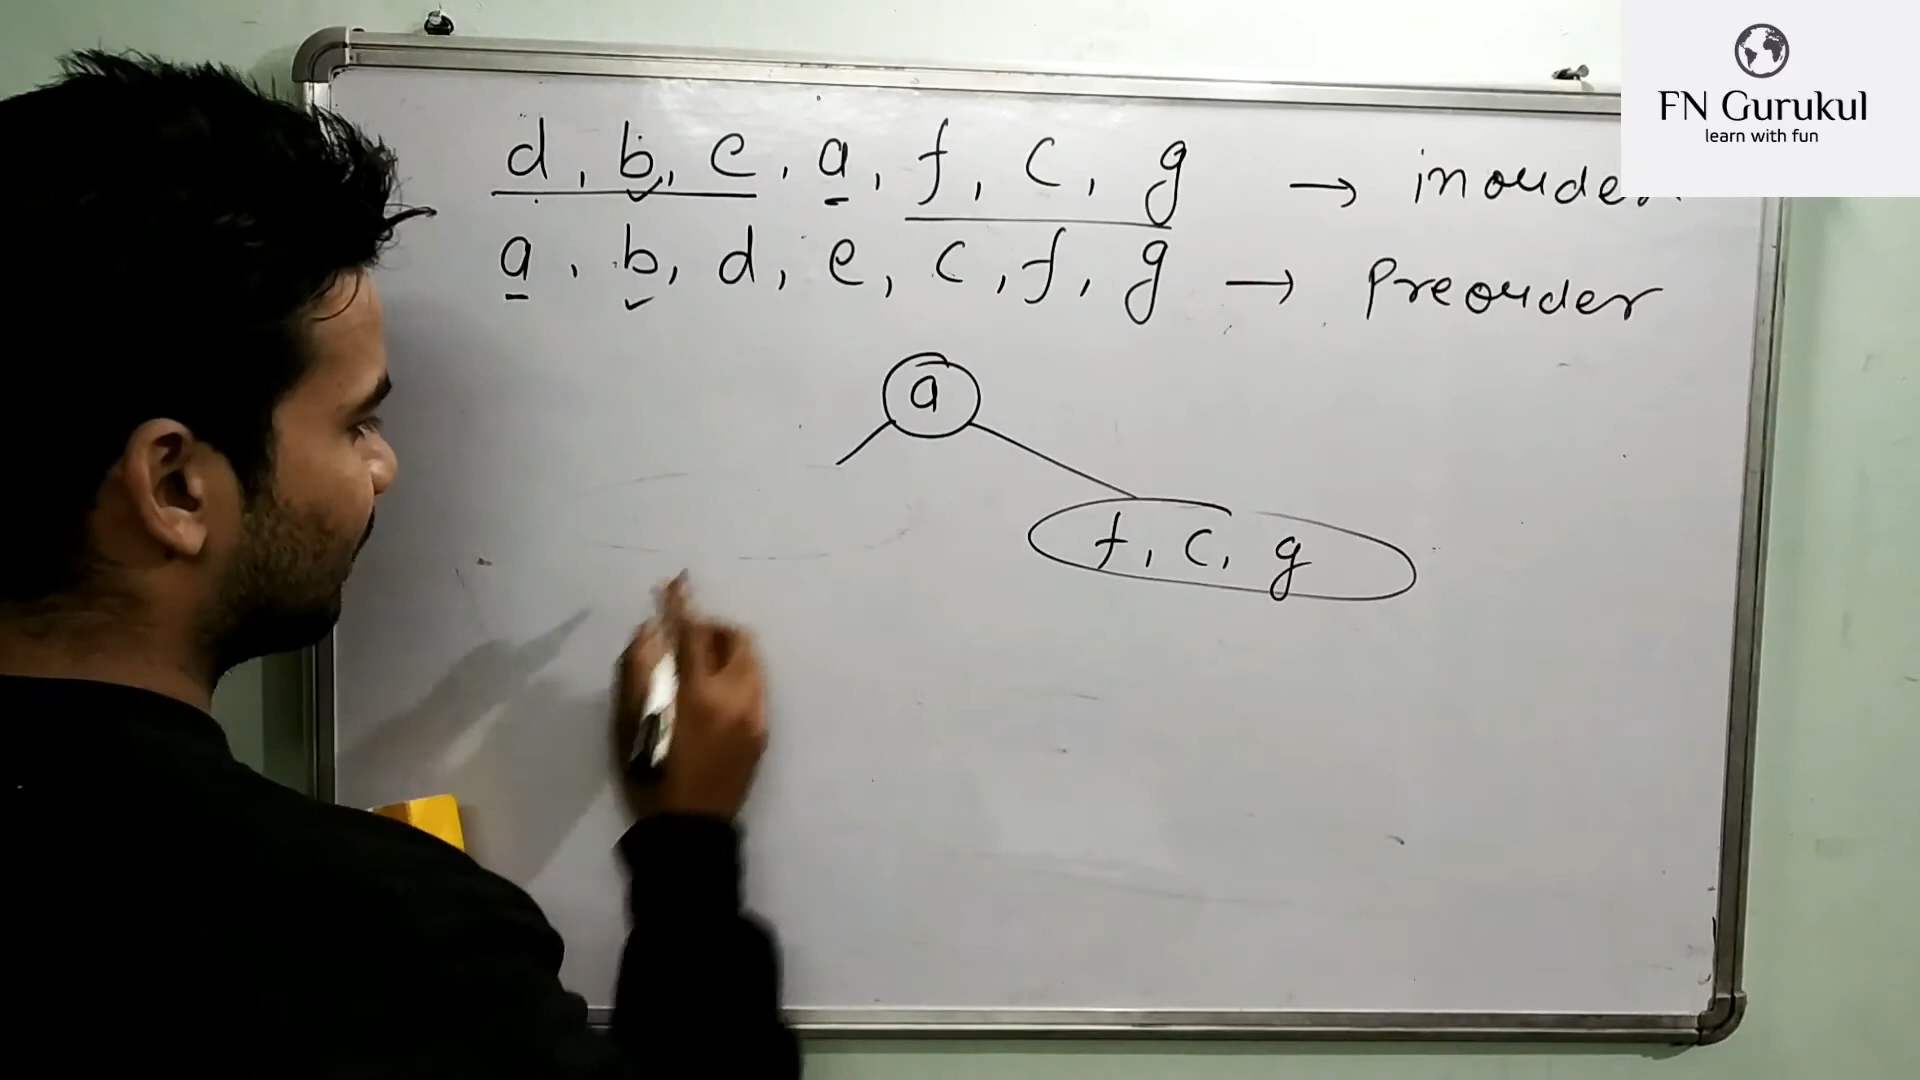 FN Gurukul
learn with fun
d, b, e, a, f, c, g → inorder
a, b, d, e, c, f, g → Preorder
a
f, c, g